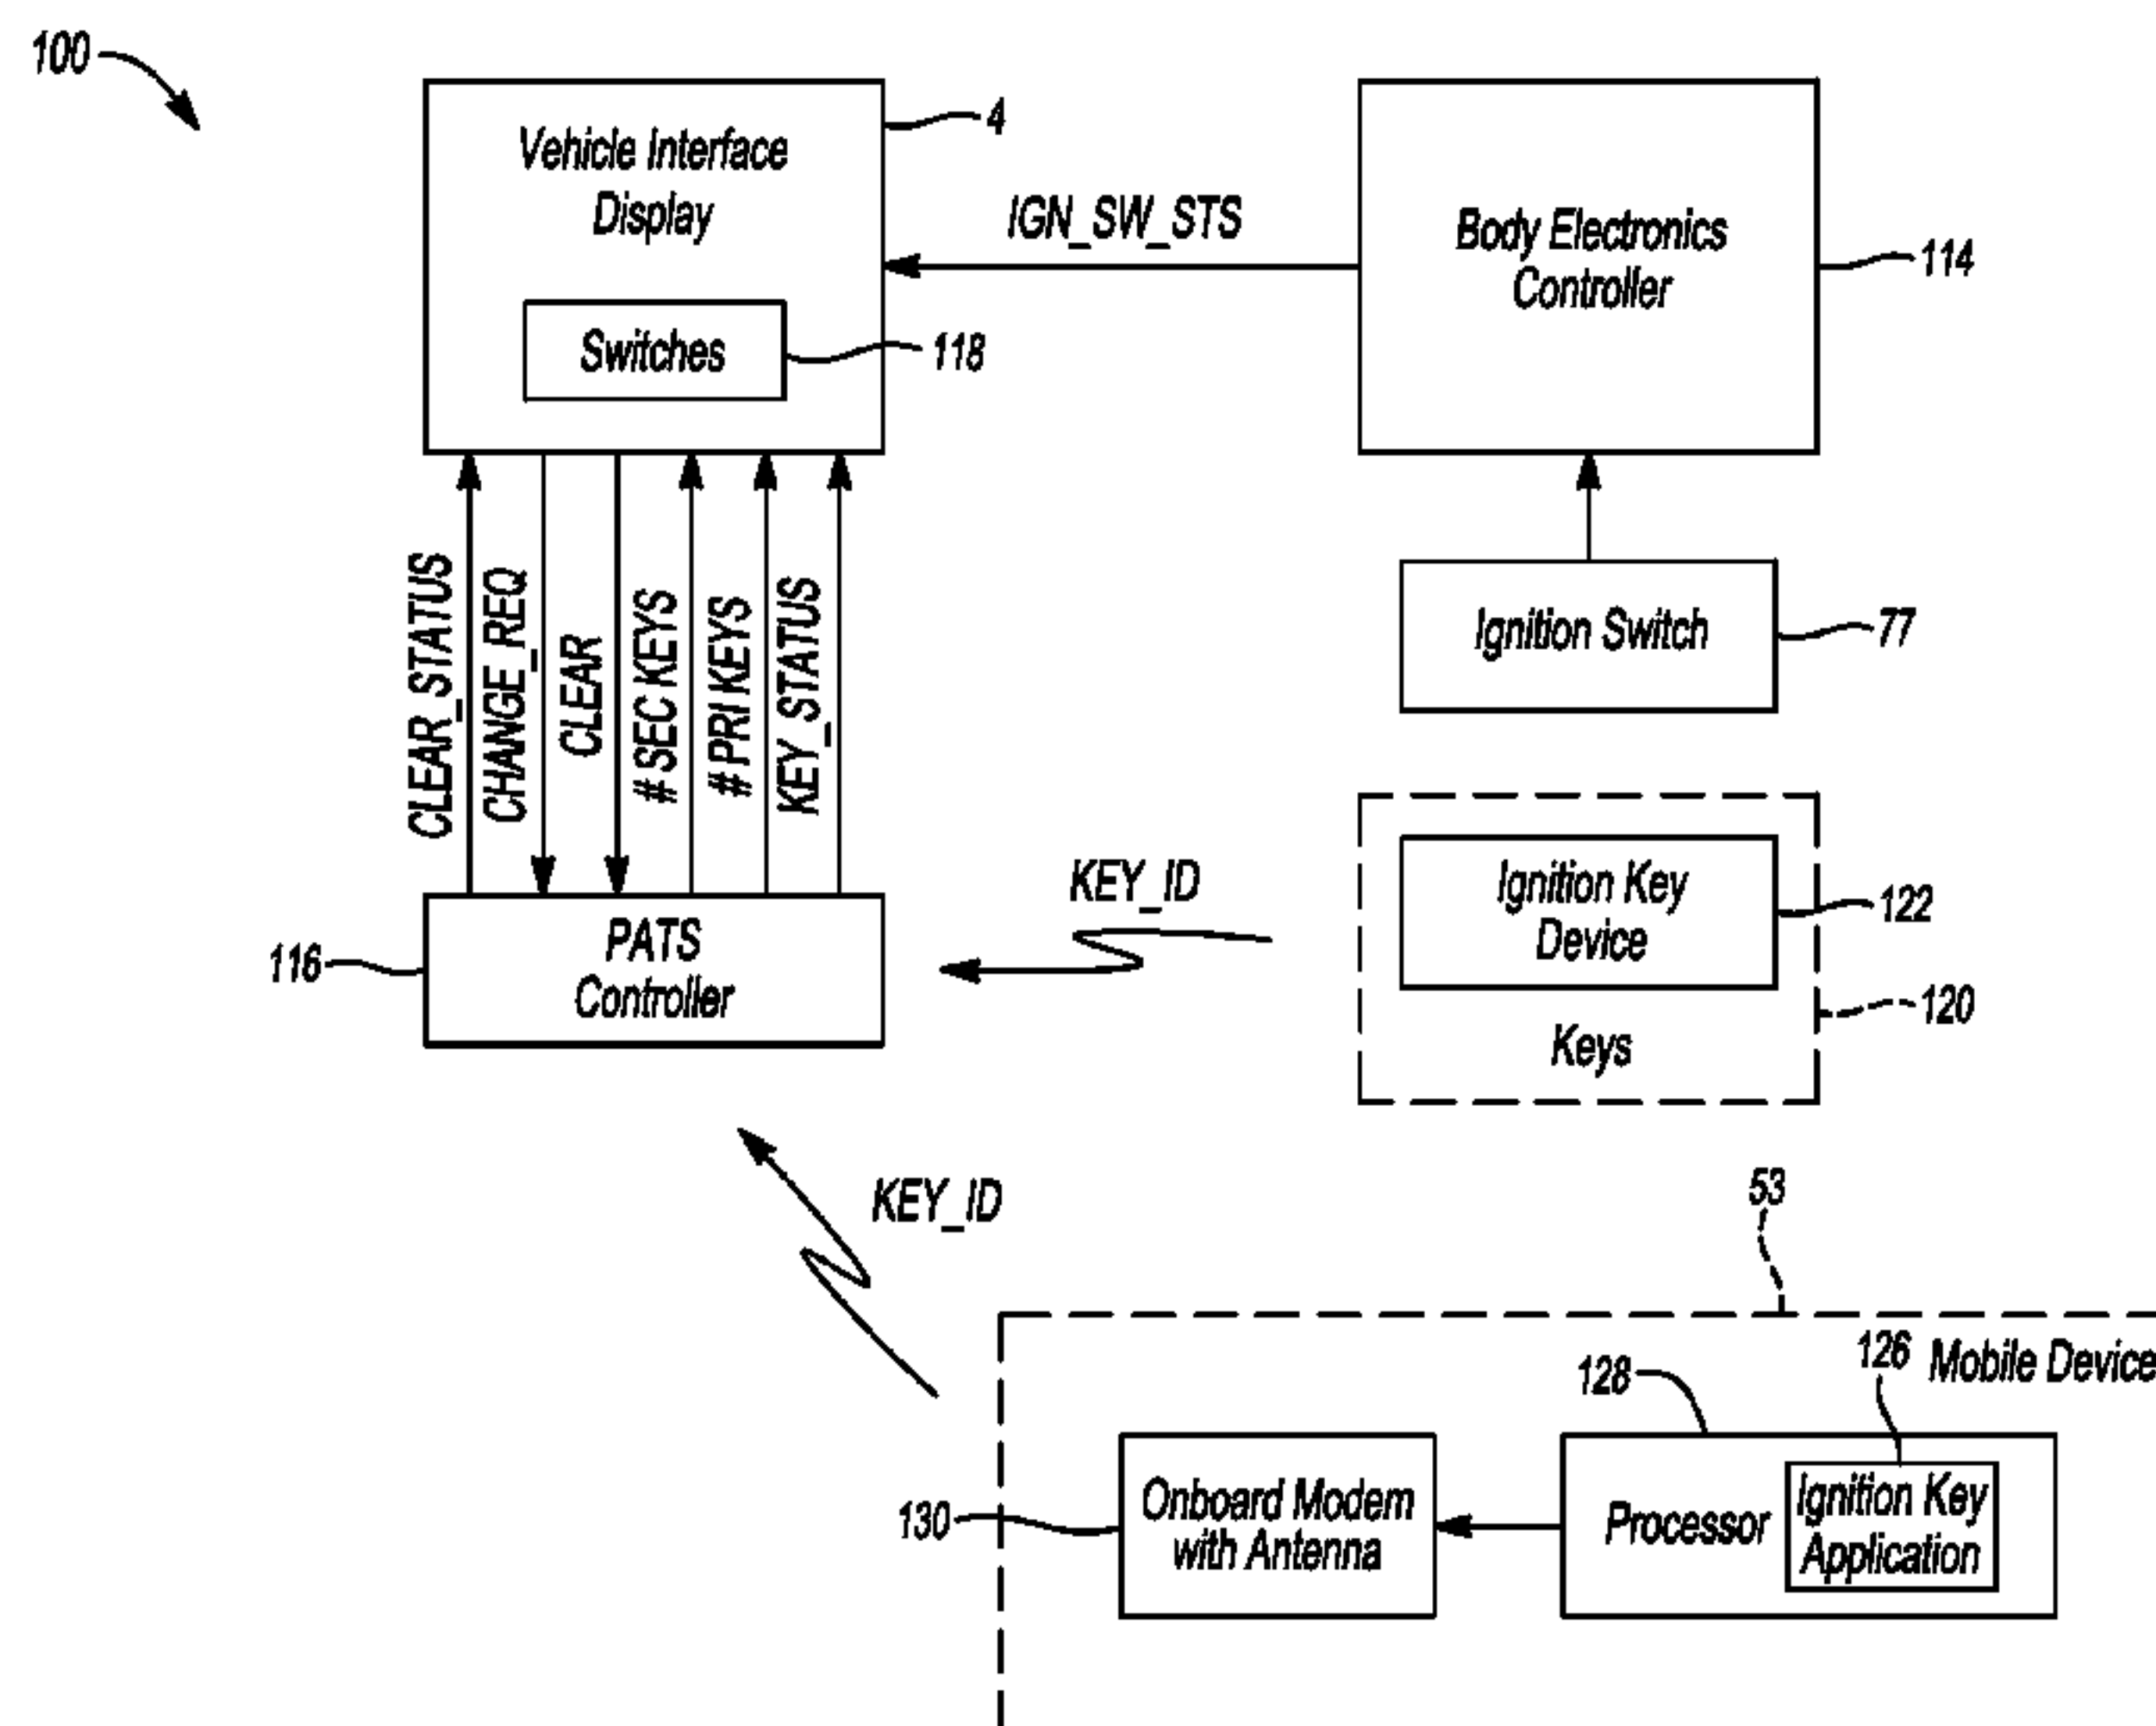 100
Vehicle Interface
Display
4
Switches
118
IGN_SW_STS
Body Electronics
Controller
114
Ignition Switch
77
CLEAR_STATUS
CHANGE_REQ
CLEAR
# SEC KEYS
# PRI KEYS
KEY_STATUS
PATS
Controller
116
KEY_ID
Ignition Key
Device
122
Keys
120
KEY_ID
53
Mobile Device
126
128
Onboard Modem
with Antenna
130
Processor
Ignition Key
Application